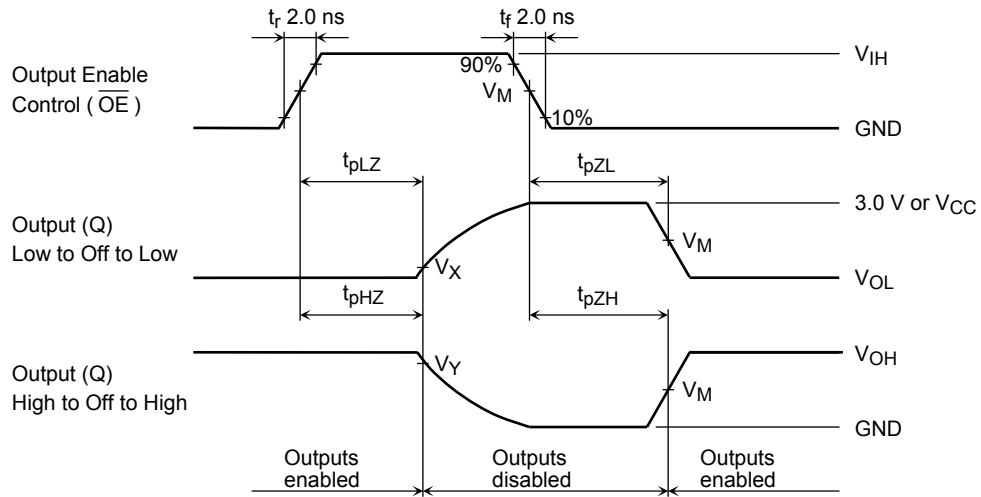 tr 2.0 ns
tf 2.0 ns
Output Enable
Control ( OE )
90%
VM
10%
VIH
GND
tpLZ
tpZL
Output (Q)
Low to Off to Low
VX
VM
3.0 V or VCC
VOL
tpHZ
tpZH
Output (Q)
High to Off to High
VY
VM
VOH
GND
Outputs
enabled
Outputs
disabled
Outputs
enabled